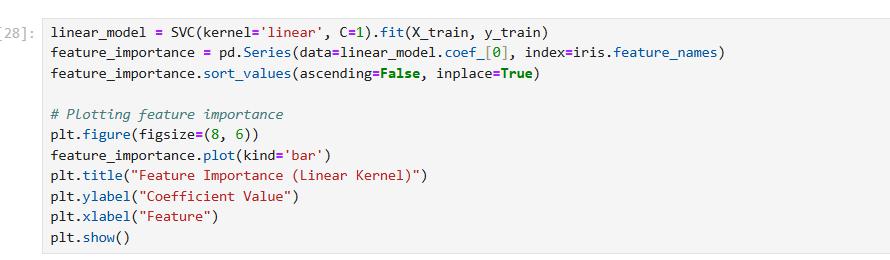 [28]: linear_model = SVC(kernel='linear', C=1).fit(X_train, y_train)
feature_importance = pd.Series(data=linear_model.coef_[0], index=iris.feature_names)
feature_importance.sort_values(ascending=False, inplace=True)
# Plotting feature importance
plt.figure(figsize=(8, 6))
feature_importance.plot(kind='bar')
plt.title("Feature Importance (Linear Kernel)")
plt.ylabel("Coefficient Value")
plt.xlabel("Feature")
plt.show()